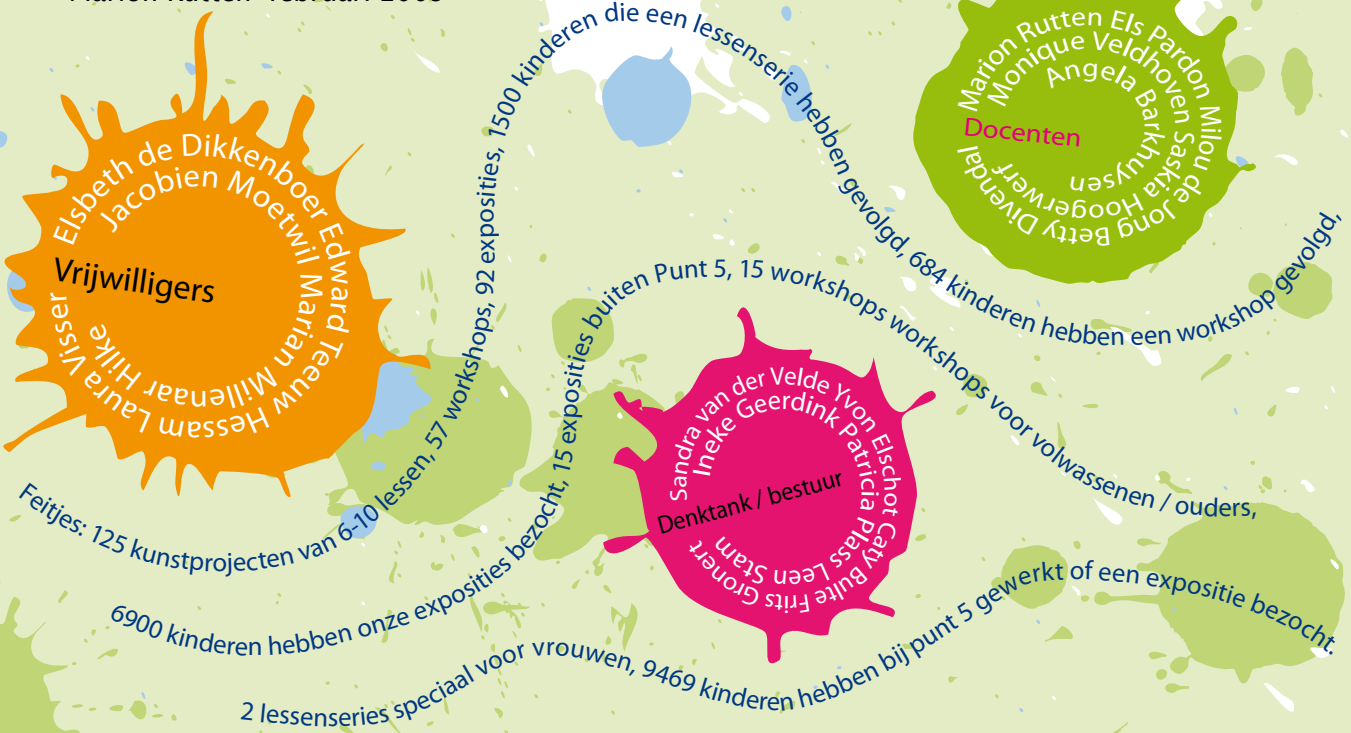 Marion Rutten februari 2005
Feitjes: 125 kunstprojecten van 6-10 lessen, 57 workshops, 92 exposities, 1500 kinderen die een lessenserie hebben gevolgd, 684 kinderen hebben een workshop gevolgd,
6900 kinderen hebben onze exposities bezocht, 15 exposities buiten Punt 5, 15 workshops workshops voor volwassenen / ouders,
2 lessenseries speciaal voor vrouwen, 9469 kinderen hebben bij punt 5 gewerkt of een expositie bezocht.
Vrijwilligers
Elsbeth de Dikkenboer Edward Teeuw Hessam Laura Visser
Jacobien Moetwil Marian Millenaar Hijlke
Docenten
Marion Rutten Els Pardon Milou de Jong Betty Divendal
Monique Veldhoven Saskia Hoogerwerf
Angela Barkhuysen
Denktank / bestuur
Sandra van der Velde Yvon Elschot Caty Bulte Frits Gronert
Ineke Geerdink Patricia Plass Leen Stam